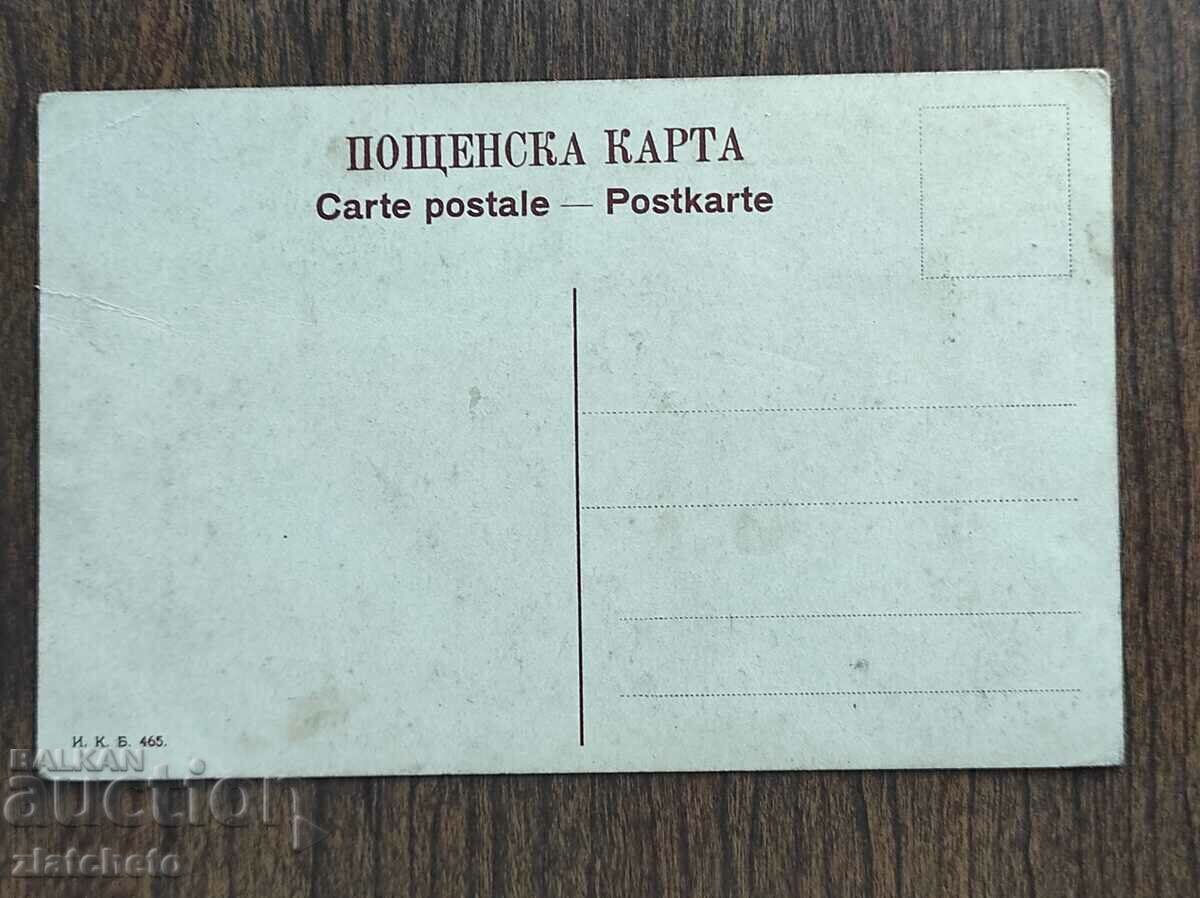 ПОЩЕНСКА КАРТА
Carte postale — Postkarte
И. К. Б. 465.
BALKAN
auction
zlatcheto